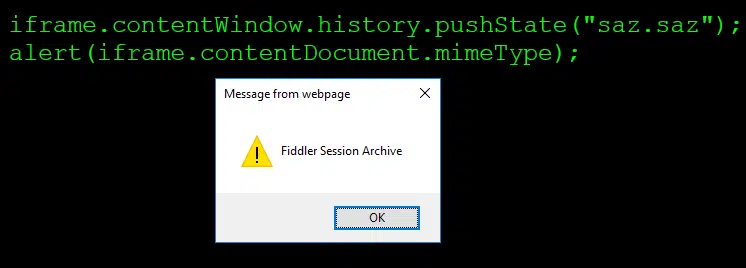 iframe.contentWindow.history.pushState("saz.saz");
alert(iframe.contentDocument.mimeType);
Message from webpage
Fiddler Session Archive
OK